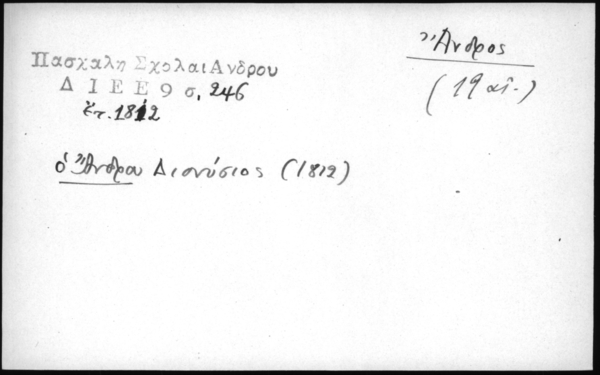 Ἄνδρος
(19 αἰ.)
Πασχαλη Σχολαι Ανδρου
Δ Ι Ε Ε 9 σ. 246
ἔτ. 1812
ὁ Ἄνδρου Διονύσιος (1812)